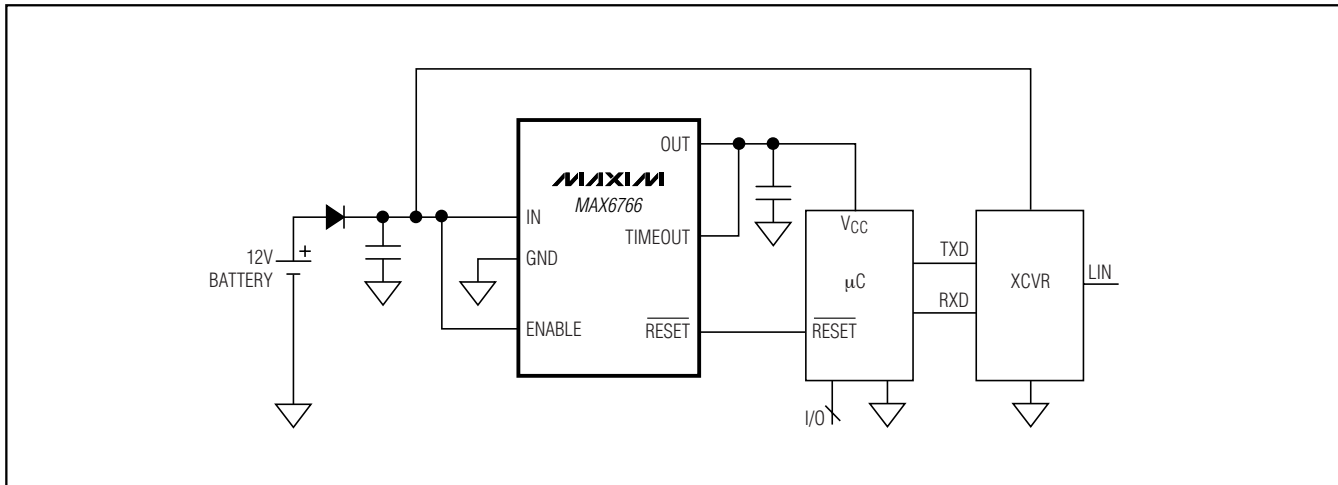 OUT
MAXIM
MAX6766
IN
TIMEOUT
GND
ENABLE
RESET
12V
BATTERY
+
VCC
µC
RESET
I/O
TXD
RXD
XCVR
LIN